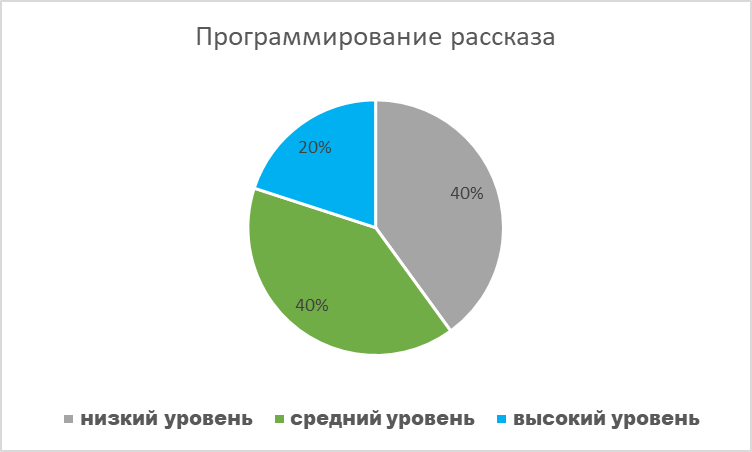 Программирование рассказа
20%
40%
40%
низкий уровень средний уровень высокий уровень